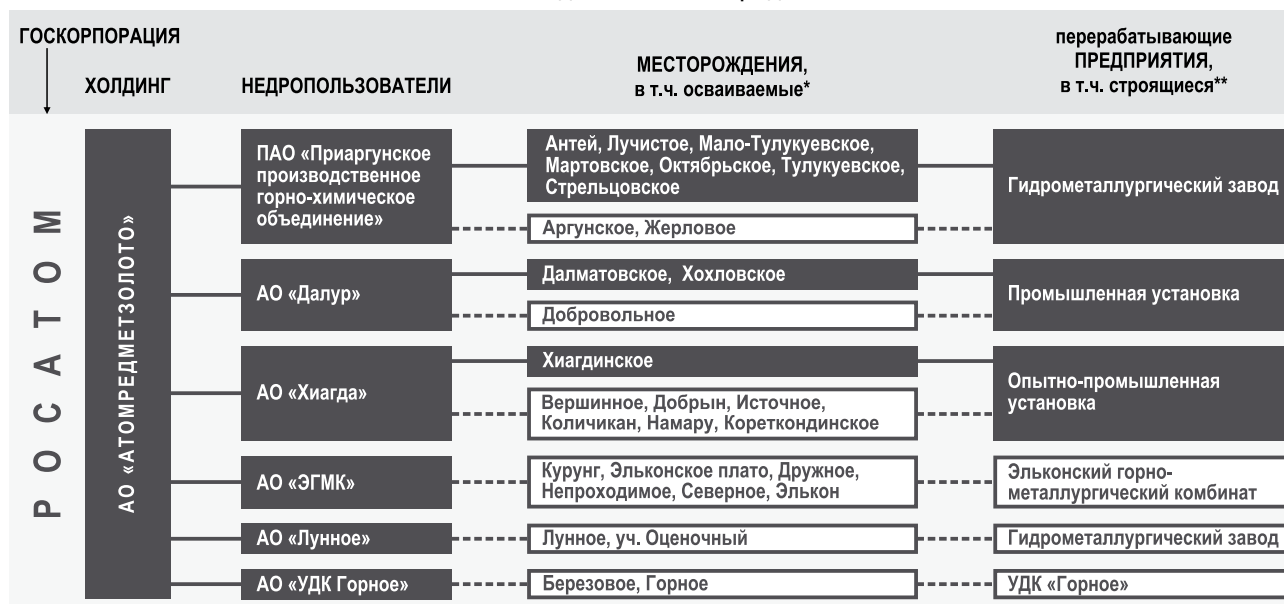 ГОСКОРПОРАЦИЯ
ХОЛДИНГ
НЕДРОПОЛЬЗОВАТЕЛИ
МЕСТОРОЖДЕНИЯ,
в т.ч. осваиваемые*
перерабатывающие
ПРЕДПРИЯТИЯ,
в т.ч. строящиеся**
РОСАТОМ
АО «АТОМРЕДМЕТЗОЛОТО»
ПАО «Приаргунское
производственное
горно-химическое
объединение»
Антей, Лучистое, Мало-Тулукуевское,
Мартовское, Октябрьское, Тулукуевское,
Стрельцовское
Аргунское, Жерловое
Гидрометаллургический завод
АО «Далур»
Далматовское, Хохловское
Добровольное
Промышленная установка
АО «Хиагда»
Хиагдинское
Вершинное, Добрын, Источное,
Количикан, Намару, Кореткондинское
Опытно-промышленная
установка
АО «ЭГМК»
Курунг, Эльконское плато, Дружное,
Непроходимое, Северное, Элькон
Эльконский горно-
металлургический комбинат
АО «Лунное»
Лунное, уч. Оценочный
Гидрометаллургический завод
АО «УДК Горное»
Березовое, Горное
УДК «Горное»